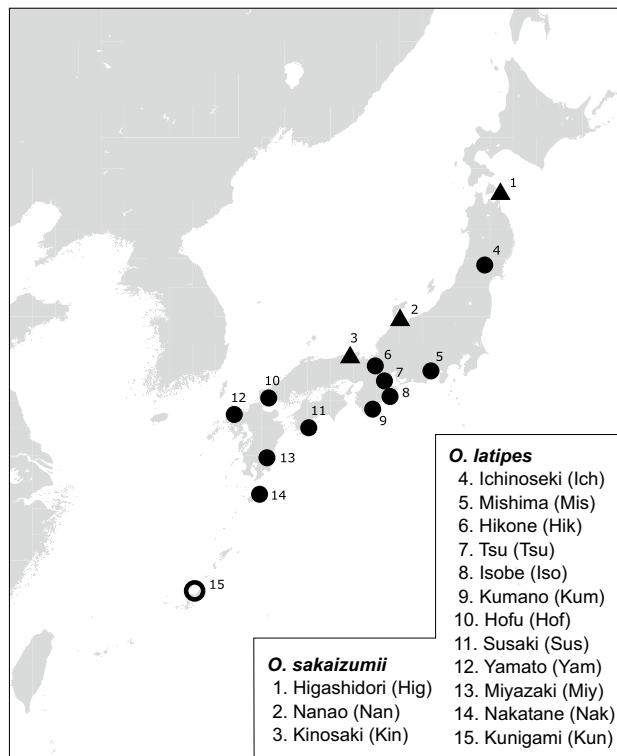 1
4
2
3
6
5
7
10
8
12
9
11
13
14
15
O. sakaizumii
1. Higashidori (Hig)
2. Nanao (Nan)
3. Kinosaki (Kin)
O. latipes
4. Ichinoseki (Ich)
5. Mishima (Mis)
6. Hikone (Hik)
7. Tsu (Tsu)
8. Isobe (Iso)
9. Kumano (Kum)
10. Hofu (Hof)
11. Susaki (Sus)
12. Yamato (Yam)
13. Miyazaki (Miy)
14. Nakatane (Nak)
15. Kunigami (Kun)